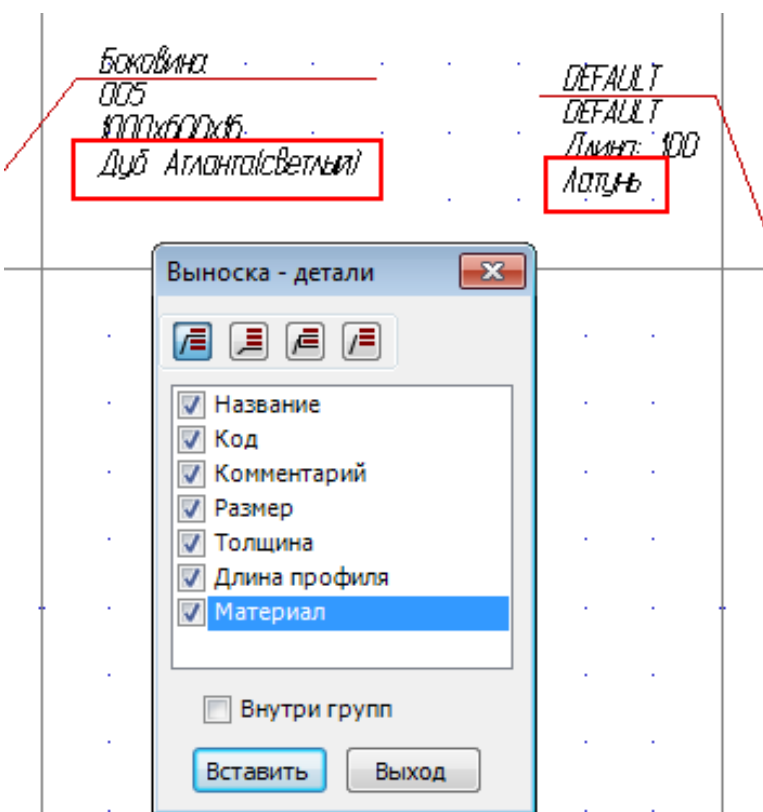 Боковина
005
1000х600х16
Дуб Атланта(светлый)
DEFAULT
DEFAULT
Длина: 100
Латунь
Выноска - детали
Название
Код
Комментарий
Размер
Толщина
Длина профиля
Материал
Внутри групп
Вставить Выход